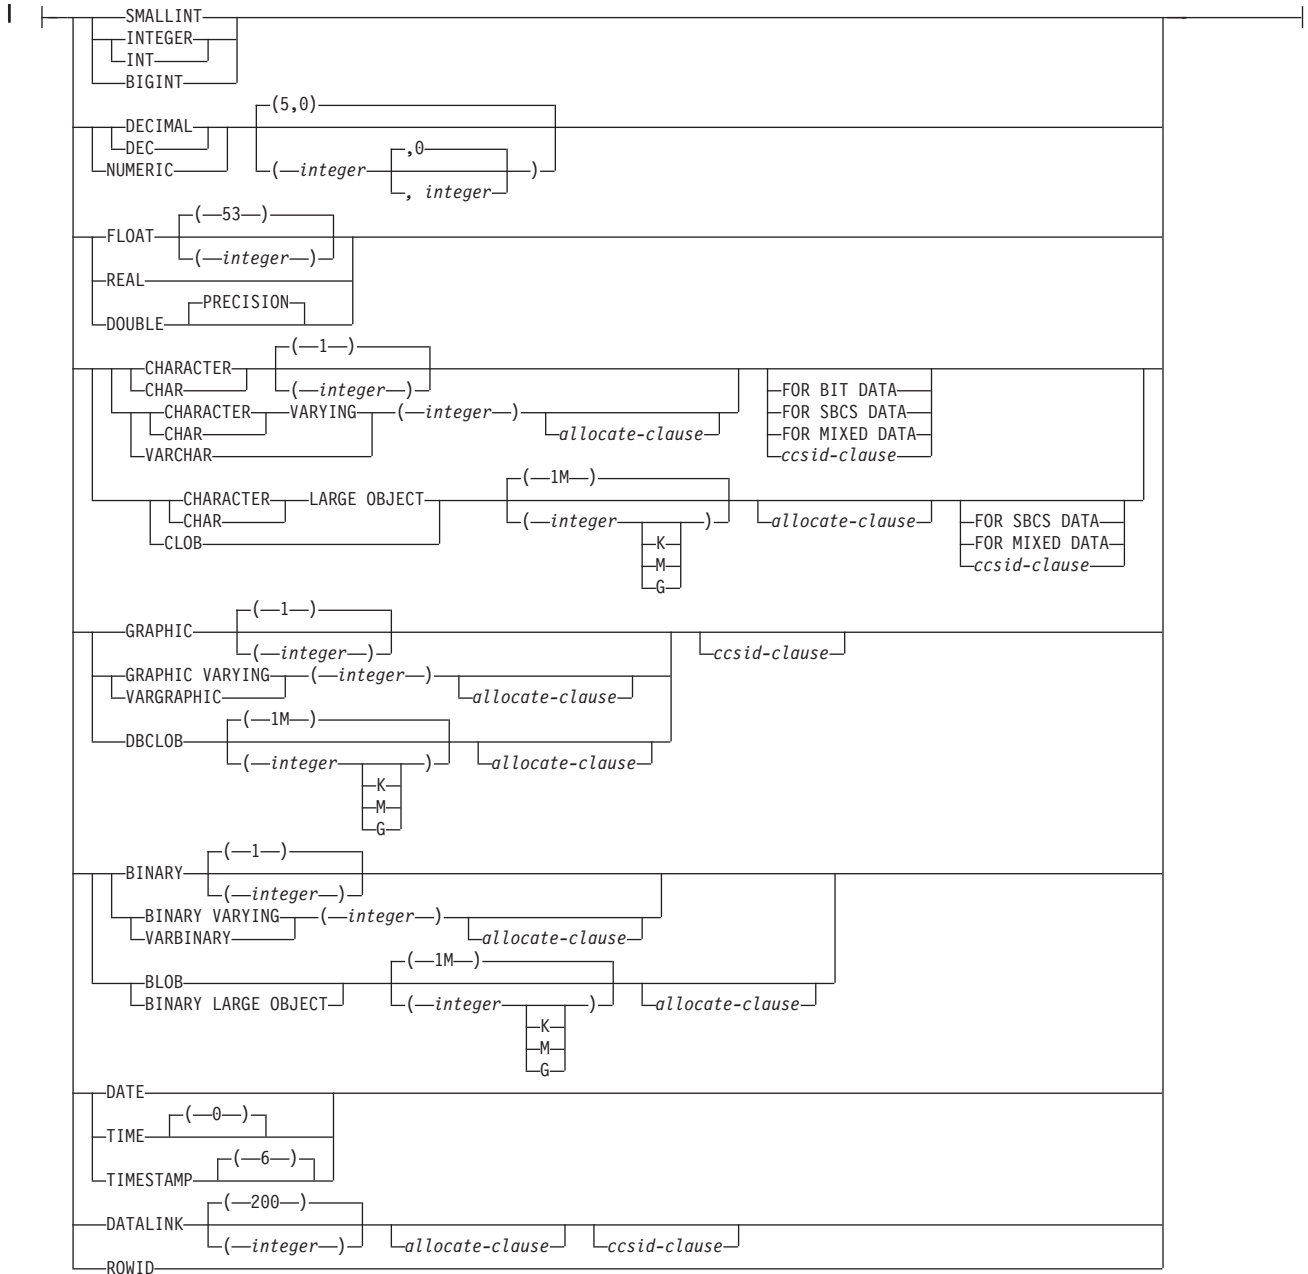 SMALLINT
INTEGER
INT
BIGINT
(5,0)
DECIMAL
DEC ,0
NUMERIC ( integer )
, integer
( 53 )
FLOAT
( integer )
REAL
PRECISION
DOUBLE
( 1 )
CHARACTER
CHAR ( integer ) FOR BIT DATA
CHARACTER VARYING ( integer ) FOR SBCS DATA
CHAR allocate-clause FOR MIXED DATA
VARCHAR ccsid-clause
( 1M )
CHARACTER LARGE OBJECT
CHAR ( integer ) allocate-clause FOR SBCS DATA
CLOB K FOR MIXED DATA
M ccsid-clause
G
( 1 )
GRAPHIC
( integer ) ccsid-clause
GRAPHIC VARYING ( integer )
VARGRAPHIC allocate-clause
( 1M )
DBCLOB
( integer ) allocate-clause
K
M
G
( 1 )
BINARY
( integer )
BINARY VARYING ( integer )
VARBINARY allocate-clause
( 1M )
BLOB
BINARY LARGE OBJECT ( integer ) allocate-clause
K
M
G
DATE
( 0 )
TIME
( 6 )
TIMESTAMP
( 200 )
DATALINK
( integer ) allocate-clause ccsid-clause
ROWID